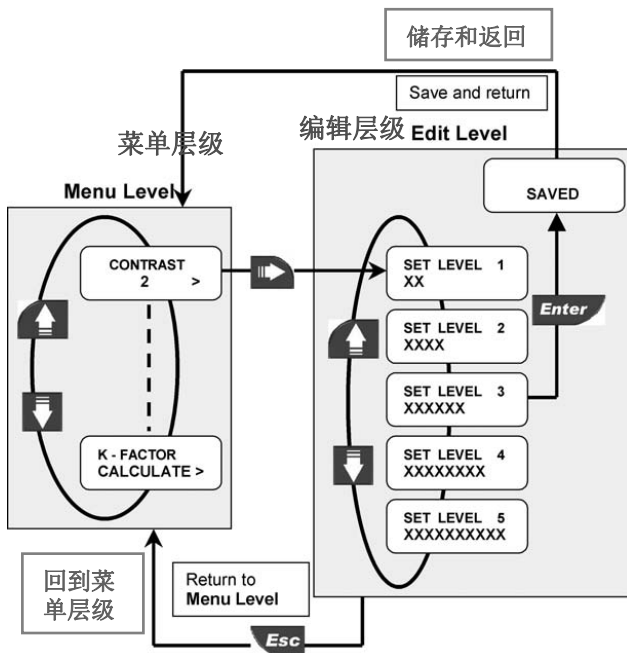 储存和返回
Save and return
编辑层级 Edit Level
菜单层级
Menu Level
SAVED
CONTRAST
2 >
SET LEVEL 1
XX
Enter
SET LEVEL 2
XXXX
SET LEVEL 3
XXXXXX
K - FACTOR
CALCULATE >
SET LEVEL 4
XXXXXXXX
SET LEVEL 5
XXXXXXXXXX
回到菜
单层级
Return to
Menu Level
Esc